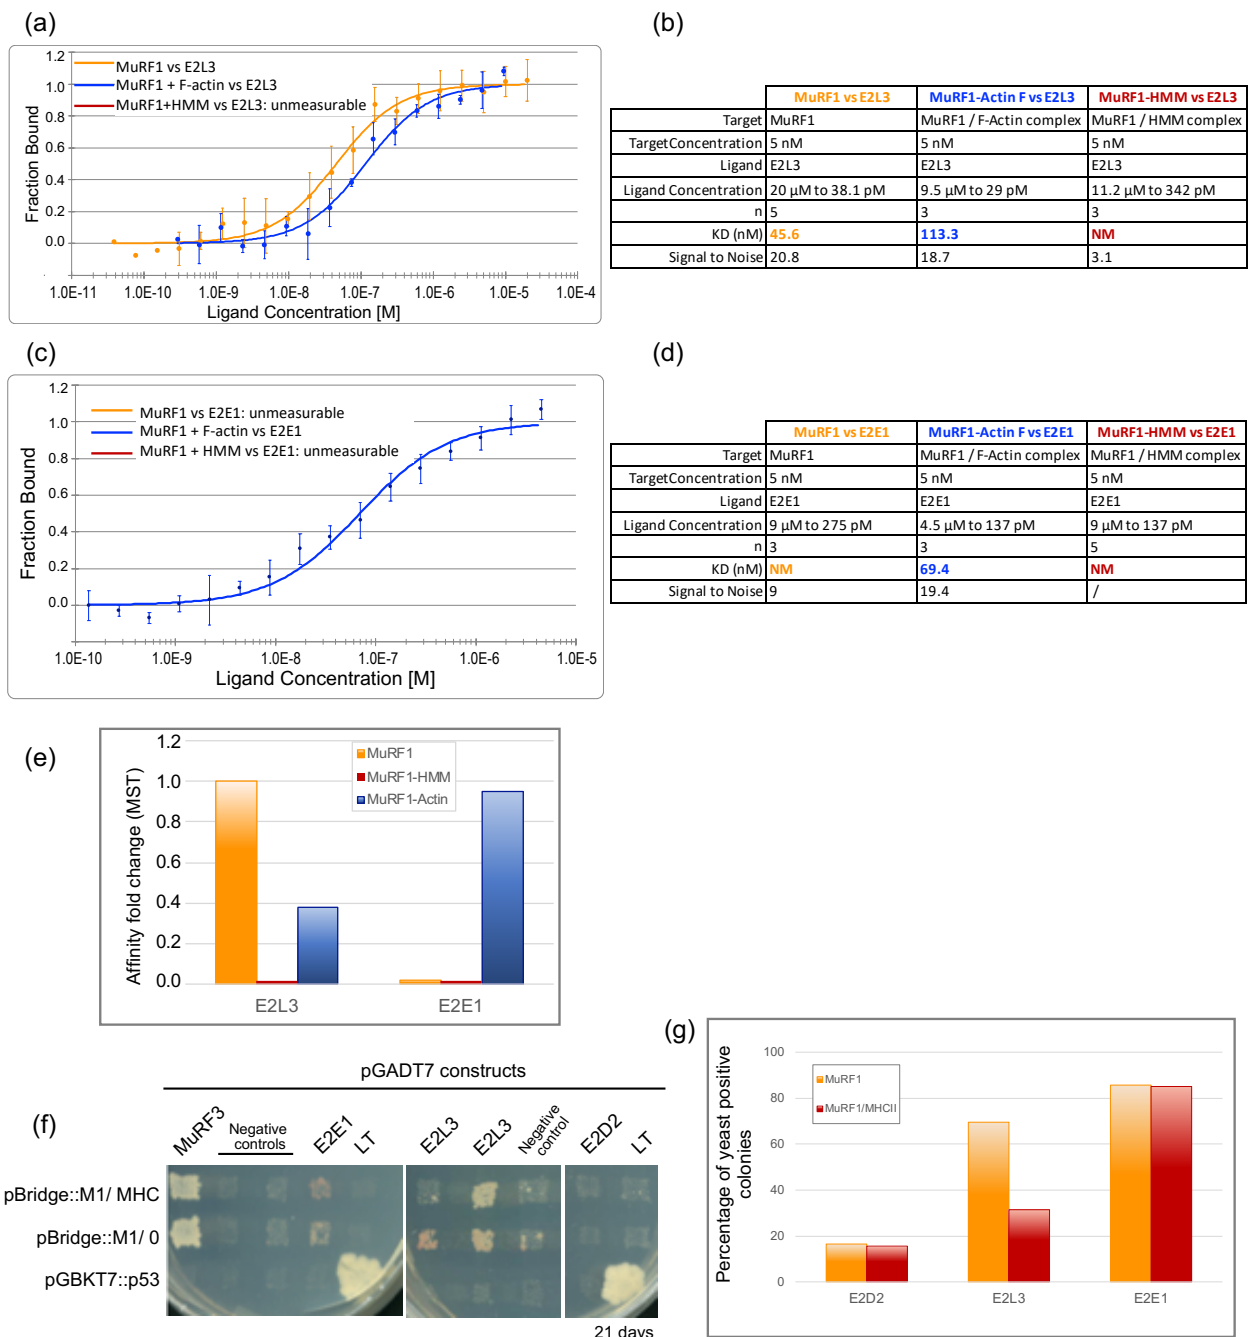 (a)
1.2
1.0
0.8
0.6
0.4
0.2
0.0
Fraction Bound
MuRF1 vs E2L3
MuRF1 + F-actin vs E2L3
MuRF1+HMM vs E2L3: unmeasurable
1.0E-11 1.0E-10 1.0E-9 1.0E-8 1.0E-7 1.0E-6 1.0E-5 1.0E-4
Ligand Concentration [M]
(b)
MuRF1 vs E2L3 MuRF1-Actin F vs E2L3 MuRF1-HMM vs E2L3
Target MuRF1 MuRF1 / F-Actin complex MuRF1 / HMM complex
TargetConcentration 5 nM 5 nM 5 nM
Ligand E2L3 E2L3 E2L3
Ligand Concentration 20 µM to 38.1 pM 9.5 µM to 29 pM 11.2 µM to 342 pM
n 5 3 3
KD (nM) 45.6 113.3 NM
Signal to Noise 20.8 18.7 3.1
(c)
1.2
1.0
0.8
0.6
0.4
0.2
0.0
Fraction Bound
MuRF1 vs E2E1: unmeasurable
MuRF1 + F-actin vs E2E1
MuRF1 + HMM vs E2E1: unmeasurable
1.0E-10 1.0E-9 1.0E-8 1.0E-7 1.0E-6 1.0E-5
Ligand Concentration [M]
(d)
MuRF1 vs E2E1 MuRF1-Actin F vs E2E1 MuRF1-HMM vs E2E1
Target MuRF1 MuRF1 / F-Actin complex MuRF1 / HMM complex
TargetConcentration 5 nM 5 nM 5 nM
Ligand E2E1 E2E1 E2E1
Ligand Concentration 9 µM to 275 pM 4.5 µM to 137 pM 9 µM to 137 pM
n 3 3 5
KD (nM) NM 69.4 NM
Signal to Noise 9 19.4 /
(e)
1.2
1.0
0.8
0.6
0.4
0.2
0.0
Affinity fold change (MST)
MuRF1
MuRF1-HMM
MuRF1-Actin
E2L3 E2E1
(f)
pGADT7 constructs
MuRF3 Negative controls E2E1 LT E2L3 E2L3 Negative control E2D2 LT
pBridge::M1/ MHC
pBridge::M1/ 0
pGBKT7::p53
21 days
(g)
100
80
60
40
20
0
Percentage of yeast positive
colonies
MuRF1
MuRF1/MHCII
E2D2 E2L3 E2E1